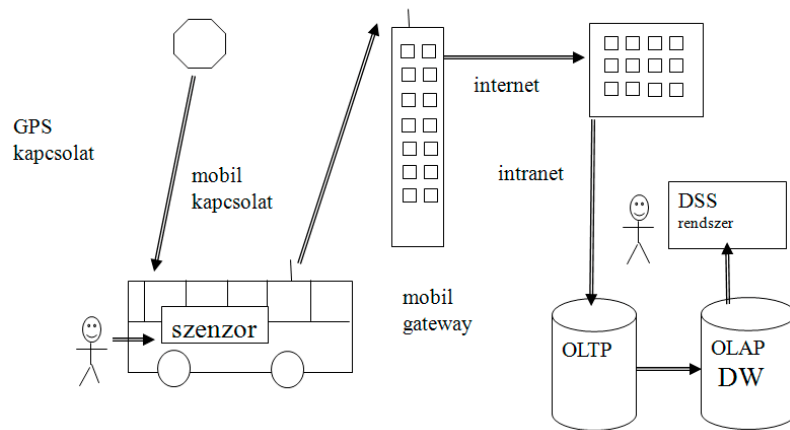 GPS
kapcsolat
mobil
kapcsolat
internet
intranet
DSS
rendszer
szenzor
mobil
gateway
OLTP
OLAP
DW